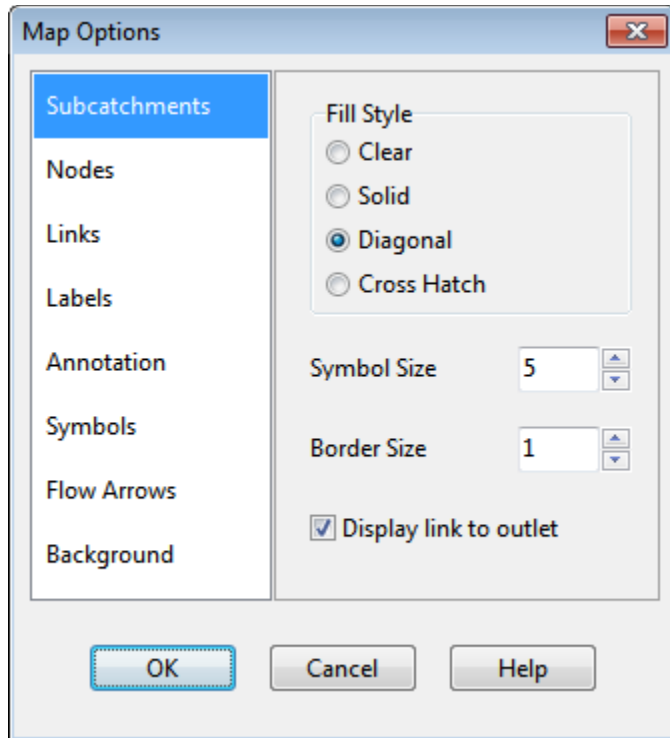 Map Options
Subcatchments
Nodes
Links
Labels
Annotation
Symbols
Flow Arrows
Background
Fill Style
Clear
Solid
Diagonal
Cross Hatch
Symbol Size 5
Border Size 1
Display link to outlet
OK Cancel Help